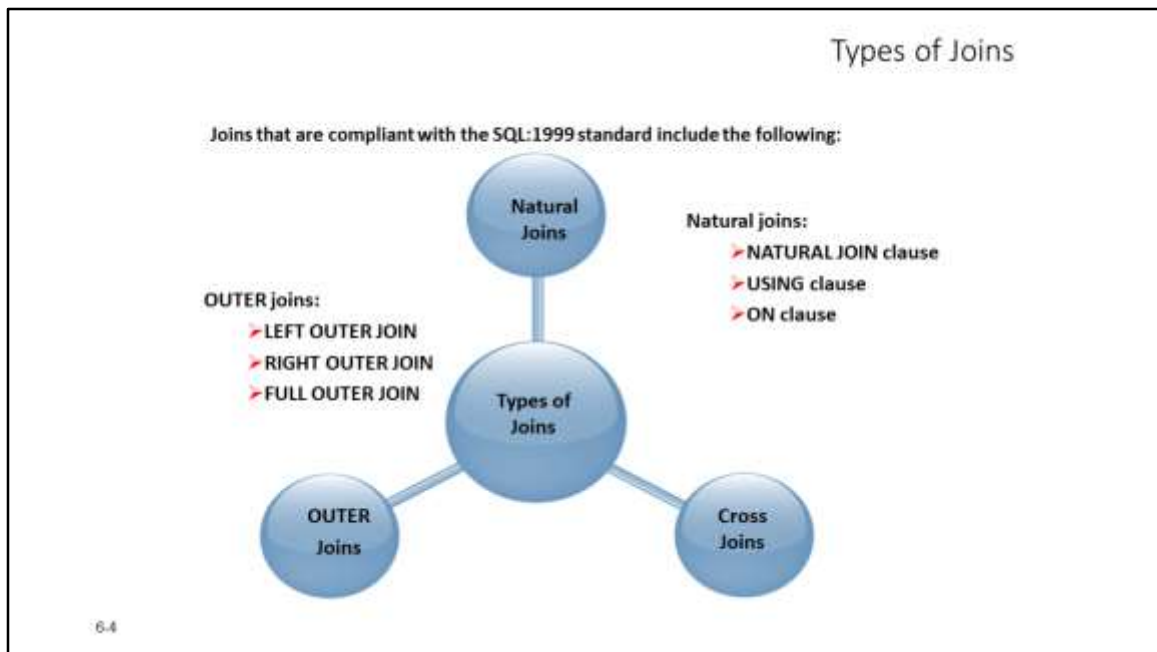 Types of Joins
Joins that are compliant with the SQL:1999 standard include the following:
Natural
Joins
Natural joins:
➢NATURAL JOIN clause
➢USING clause
➢ON clause
OUTER joins:
➢LEFT OUTER JOIN
➢RIGHT OUTER JOIN
➢FULL OUTER JOIN
Types of
Joins
OUTER
Joins
Cross
Joins
6-4